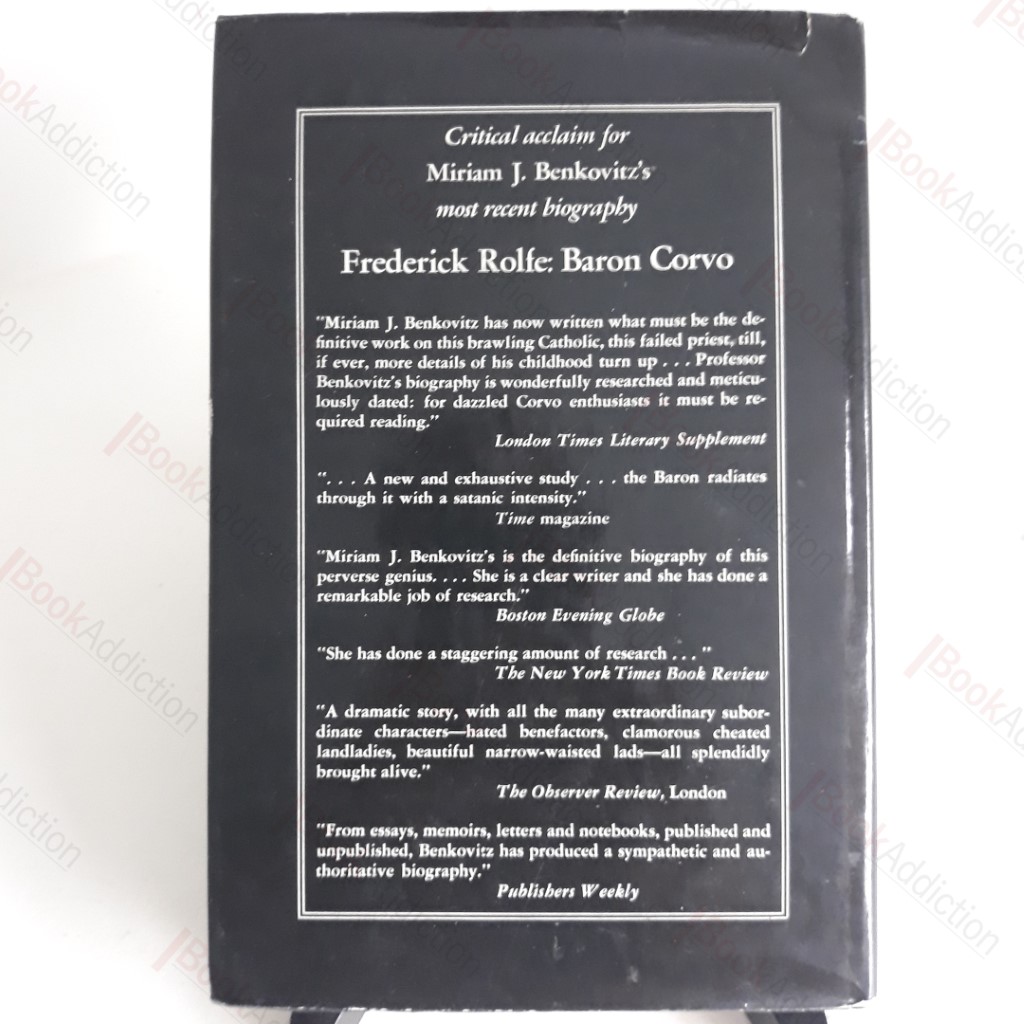 Critical acclaim for
Miriam J. Benkovitz's
most recent biography
Frederick Rolfe: Baron Corvo
"Miriam J. Benkovitz has now written what must be the de-
finitive work on this brawling Catholic, this failed priest, till,
if ever, more details of his childhood turn up . . . Professor
Benkovitz's biography is wonderfully researched and meticu-
lously dated: for dazzled Corvo enthusiasts it must be re-
quired reading."
London Times Literary Supplement
". . . A new and exhaustive study . . . the Baron radiates
through it with a satanic intensity."
Time magazine
"Miriam J. Benkovitz's is the definitive biography of this
perverse genius. . . . She is a clear writer and she has done a
remarkable job of research."
Boston Evening Globe
"She has done a staggering amount of research . . . "
The New York Times Book Review
"A dramatic story, with all the many extraordinary subor-
dinate characters—hated benefactors, clamorous cheated
landladies, beautiful narrow-waisted lads—all splendidly
brought alive."
The Observer Review, London
"From essays, memoirs, letters and notebooks, published and
unpublished, Benkovitz has produced a sympathetic and au-
thoritative biography."
Publishers Weekly
BookAddiction